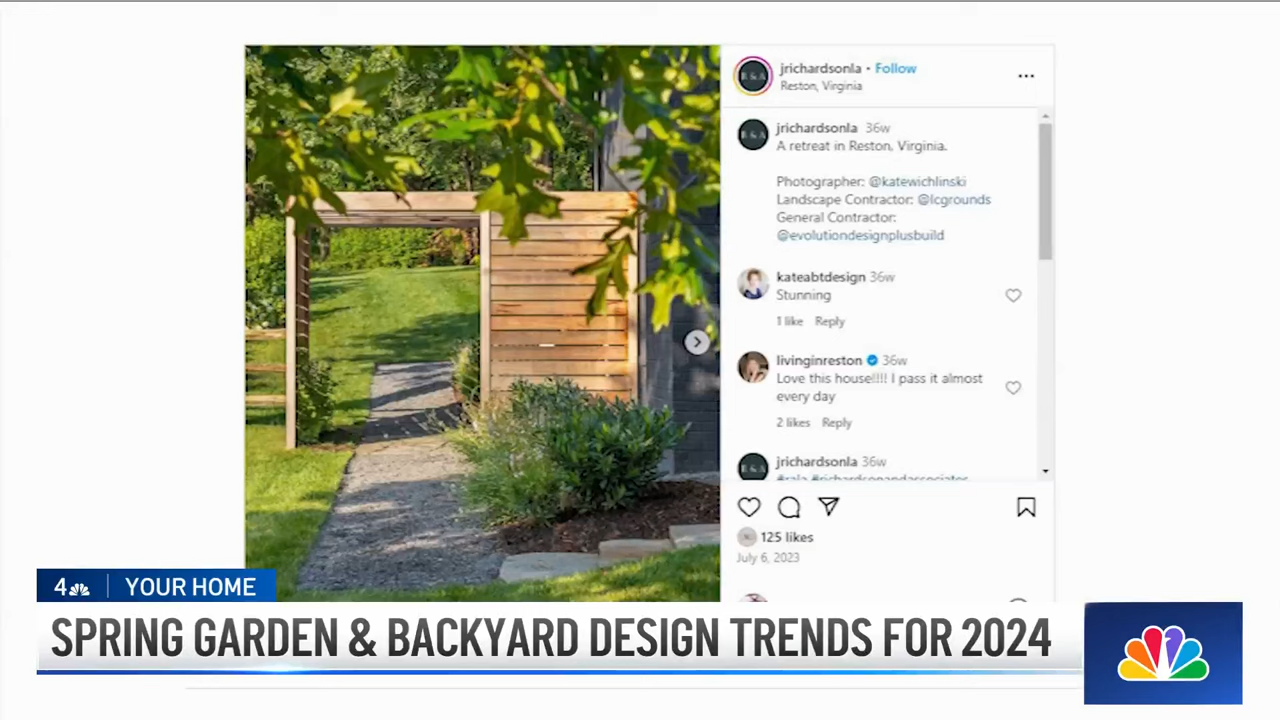 jrichardsonla • Follow
Reston, Virginia
jrichardsonla 36w
A retreat in Reston, Virginia.
Photographer: @katewichlinski
Landscape Contractor: @lcgrounds
General Contractor:
@evolutiondesignplusbuild
kateabtdesign 36w
Stunning
1 like Reply
livinginreston 36w
Love this house!!!! I pass it almost
every day
2 likes Reply
jrichardsonla 36w
#rala #richardsonandassociates
125 likes
July 6, 2023
4 YOUR HOME
SPRING GARDEN & BACKYARD DESIGN TRENDS FOR 2024